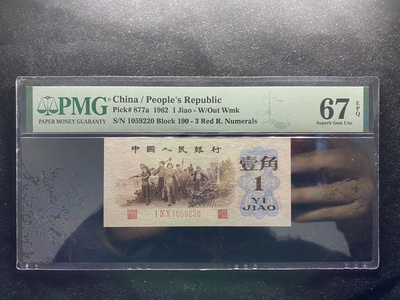 PMG
PAPER MONEY GUARANTY
China / People's Republic
Pick# 877a 1962 1 Jiao - W/Out Wmk
S/N 1059220 Block 190 - 3 Red R. Numerals
67 EPQ
Superb Gem Unc
中国人民银行
壹角
1
YI
JIAO
I IX X 1059220